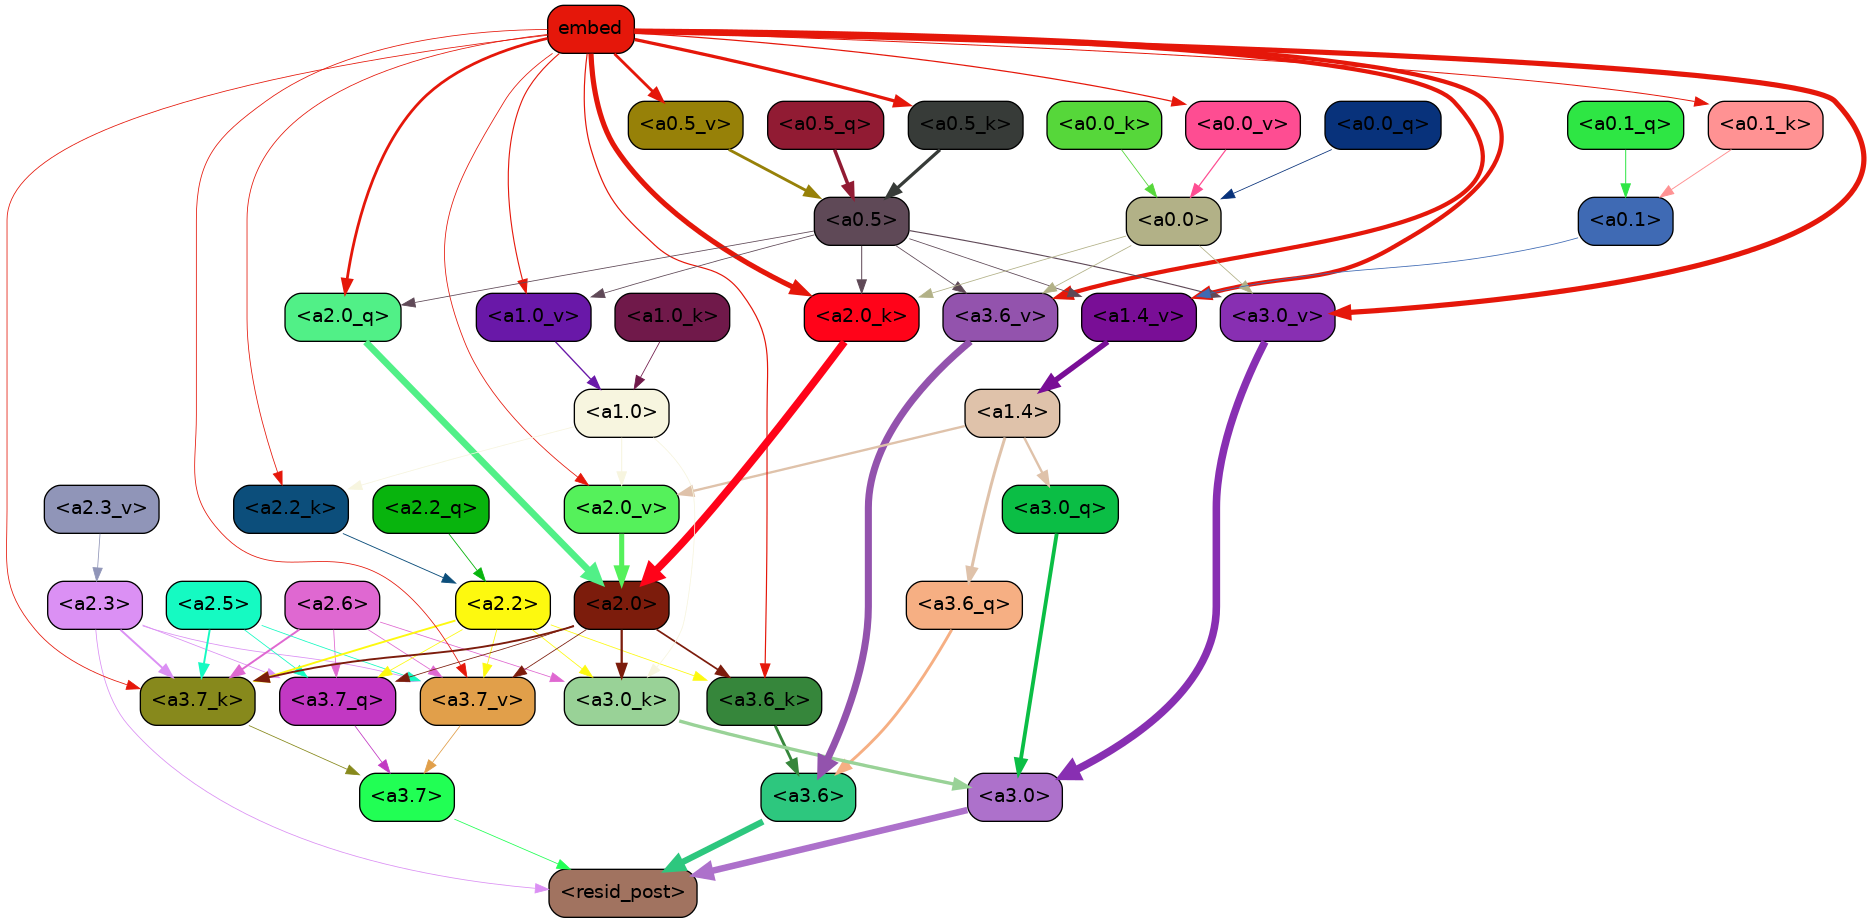 embed
<a0.5_v>
<a0.5_q>
<a0.5_k>
<a0.0_k>
<a0.0_v>
<a0.0_q>
<a0.1_q>
<a0.1_k>
<a0.5>
<a0.0>
<a0.1>
<a2.0_q>
<a1.0_v>
<a1.0_k>
<a2.0_k>
<a3.6_v>
<a1.4_v>
<a3.0_v>
<a1.0>
<a1.4>
<a2.3_v>
<a2.2_k>
<a2.2_q>
<a2.0_v>
<a3.0_q>
<a2.3>
<a2.5>
<a2.6>
<a2.2>
<a2.0>
<a3.6_q>
<a3.7_k>
<a3.7_q>
<a3.7_v>
<a3.0_k>
<a3.6_k>
<a3.7>
<a3.6>
<a3.0>
<resid_post>